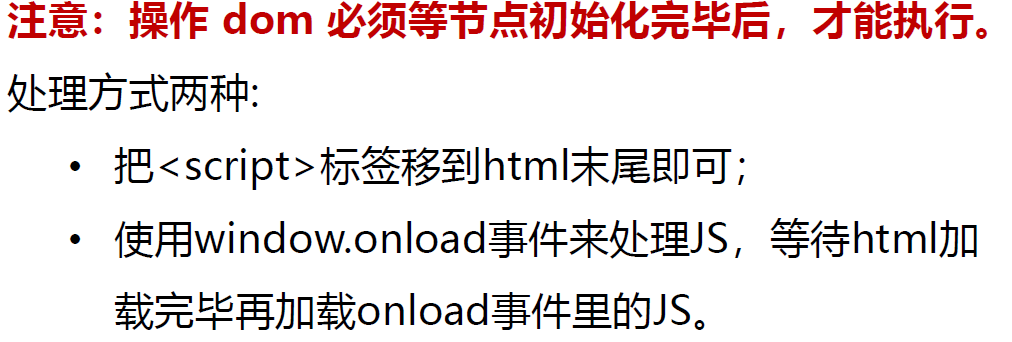 注意：操作 dom 必须等节点初始化完毕后，才能执行。
处理方式两种:
• 把<script>标签移到html末尾即可；
• 使用window.onload事件来处理JS，等待html加
载完毕再加载onload事件里的JS。